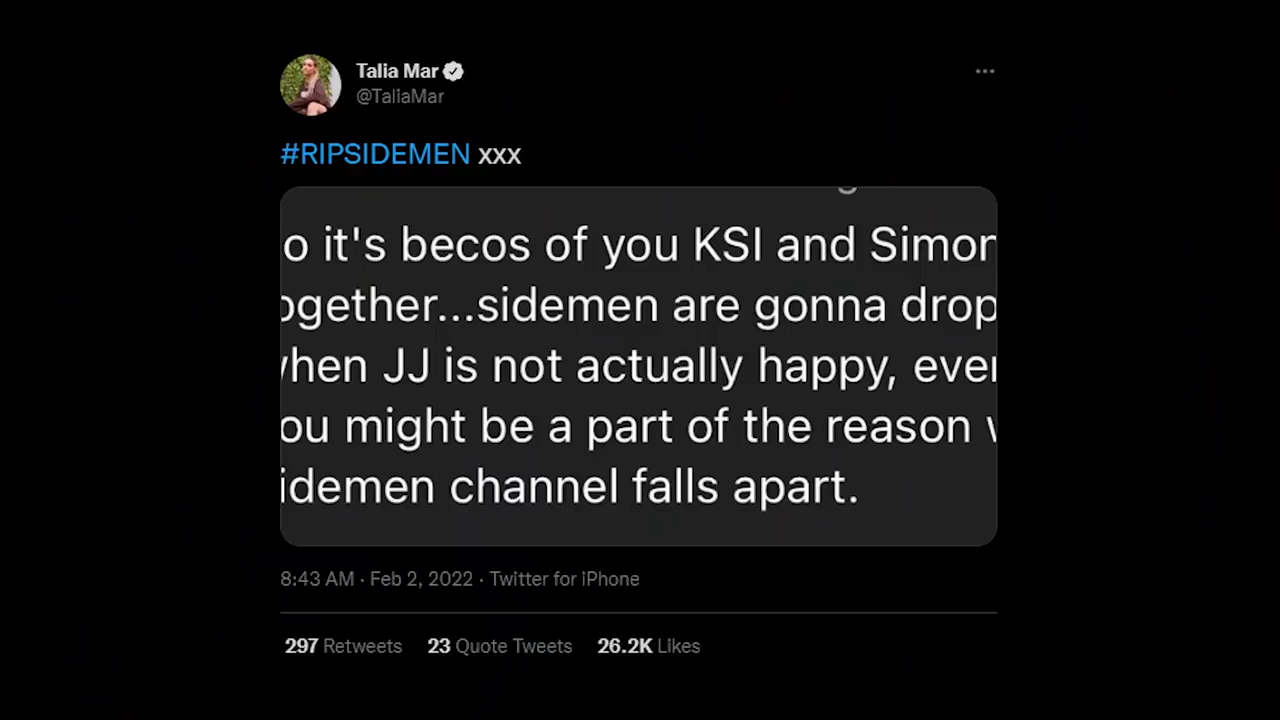 Talia Mar
@TaliaMar
#RIPSIDEMEN xxx
o it's becos of you KSI and Simon
ogether...sidemen are gonna drop
when JJ is not actually happy, ever
ou might be a part of the reason
idemen channel falls apart.
8:43 AM · Feb 2, 2022 · Twitter for iPhone
297 Retweets 23 Quote Tweets 26.2K Likes